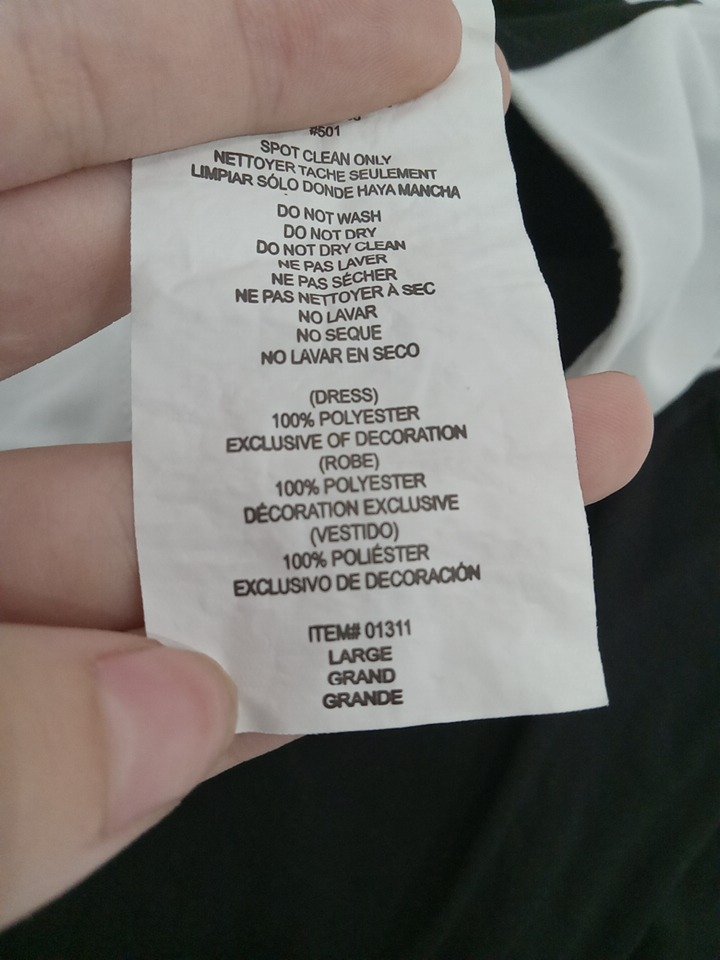 #501
SPOT CLEAN ONLY
NETTOYER TACHE SEULEMENT
LIMPIAR SÓLO DONDE HAYA MANCHA
DO NOT WASH
DO NOT DRY
DO NOT DRY CLEAN
NE PAS LAVER
NE PAS SÉCHER
NE PAS NETTOYER À SEC
NO LAVAR
NO SEQUE
NO LAVAR EN SECO
(DRESS)
100% POLYESTER
EXCLUSIVE OF DECORATION
(ROBE)
100% POLYESTER
DÉCORATION EXCLUSIVE
(VESTIDO)
100% POLIÉSTER
EXCLUSIVO DE DECORACIÓN
ITEM# 01311
LARGE
GRAND
GRANDE